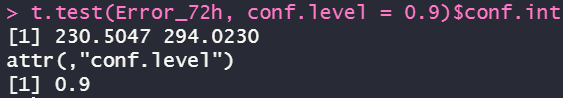 > t.test(Error_72h, conf.level = 0.9)$conf.int
[1] 230.5047 294.0230
attr(,"conf.level")
[1] 0.9